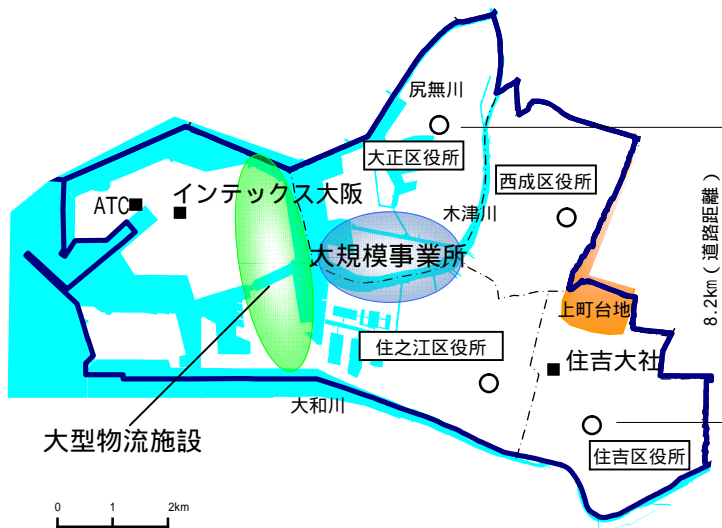 尻無川
大正区役所
西成区役所
ATC
インテックス大阪
木津川
大規模事業所
8.2km(道路距離)
上町台地
住之江区役所
住吉大社
大和川
大型物流施設
住吉区役所
0 1 2km